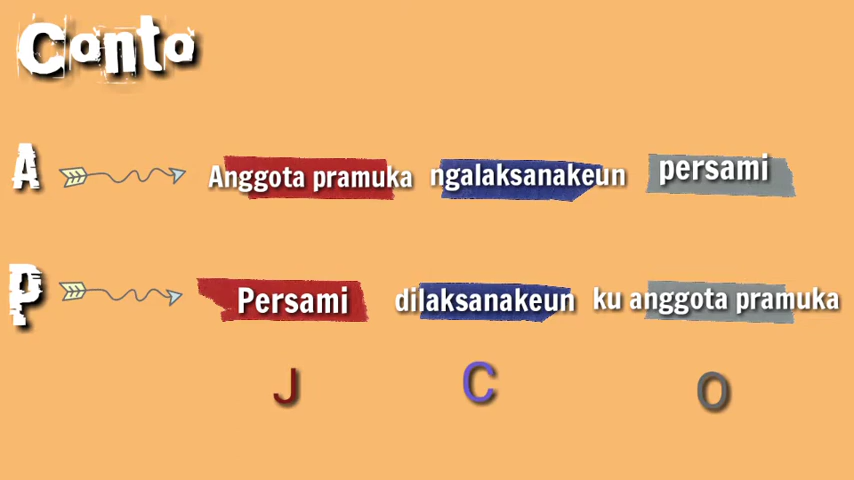 Conto
A Anggota pramuka ngalaksanakeun persami
P Persami dilaksanakeun ku anggota pramuka
J C O